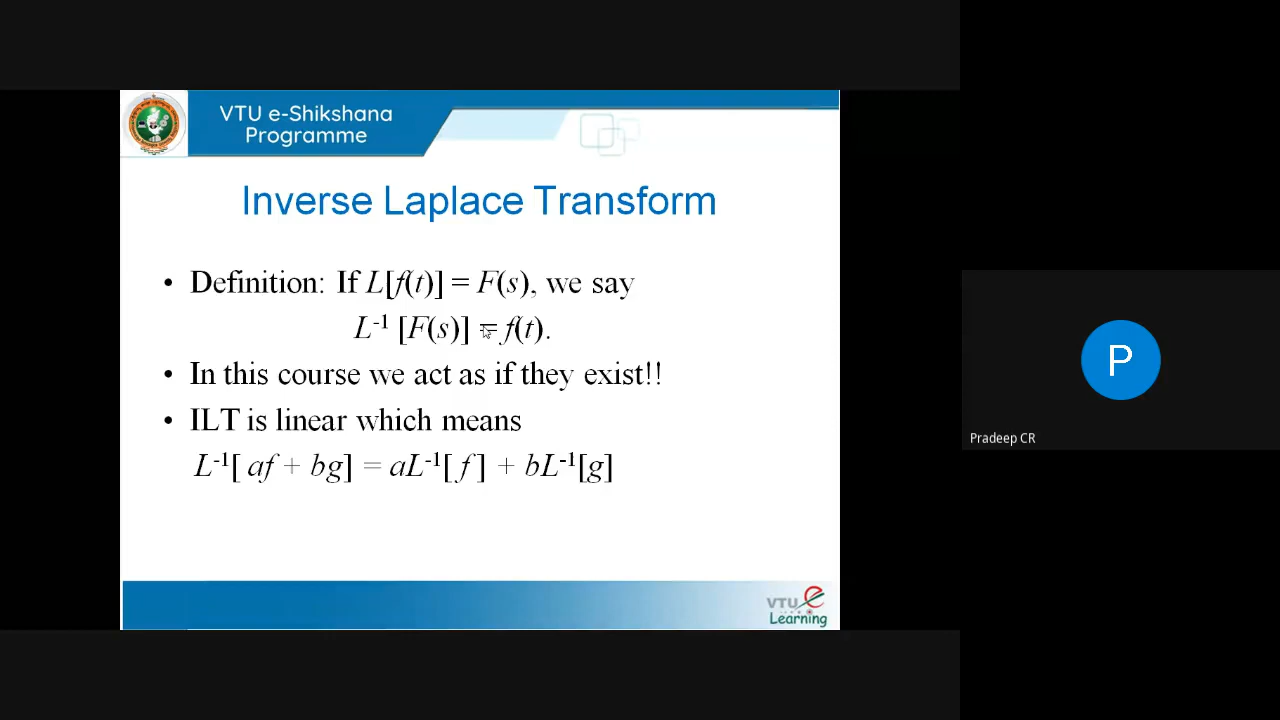 VTU e-Shikshana
Programme
Inverse Laplace Transform
• Definition: If L[f(t)] = F(s), we say
L⁻¹ [F(s)] = f(t).
• In this course we act as if they exist!!
• ILT is linear which means
L⁻¹[ af + bg] = aL⁻¹[ f ] + bL⁻¹[g]
VTU e
Learning
P
Pradeep CR